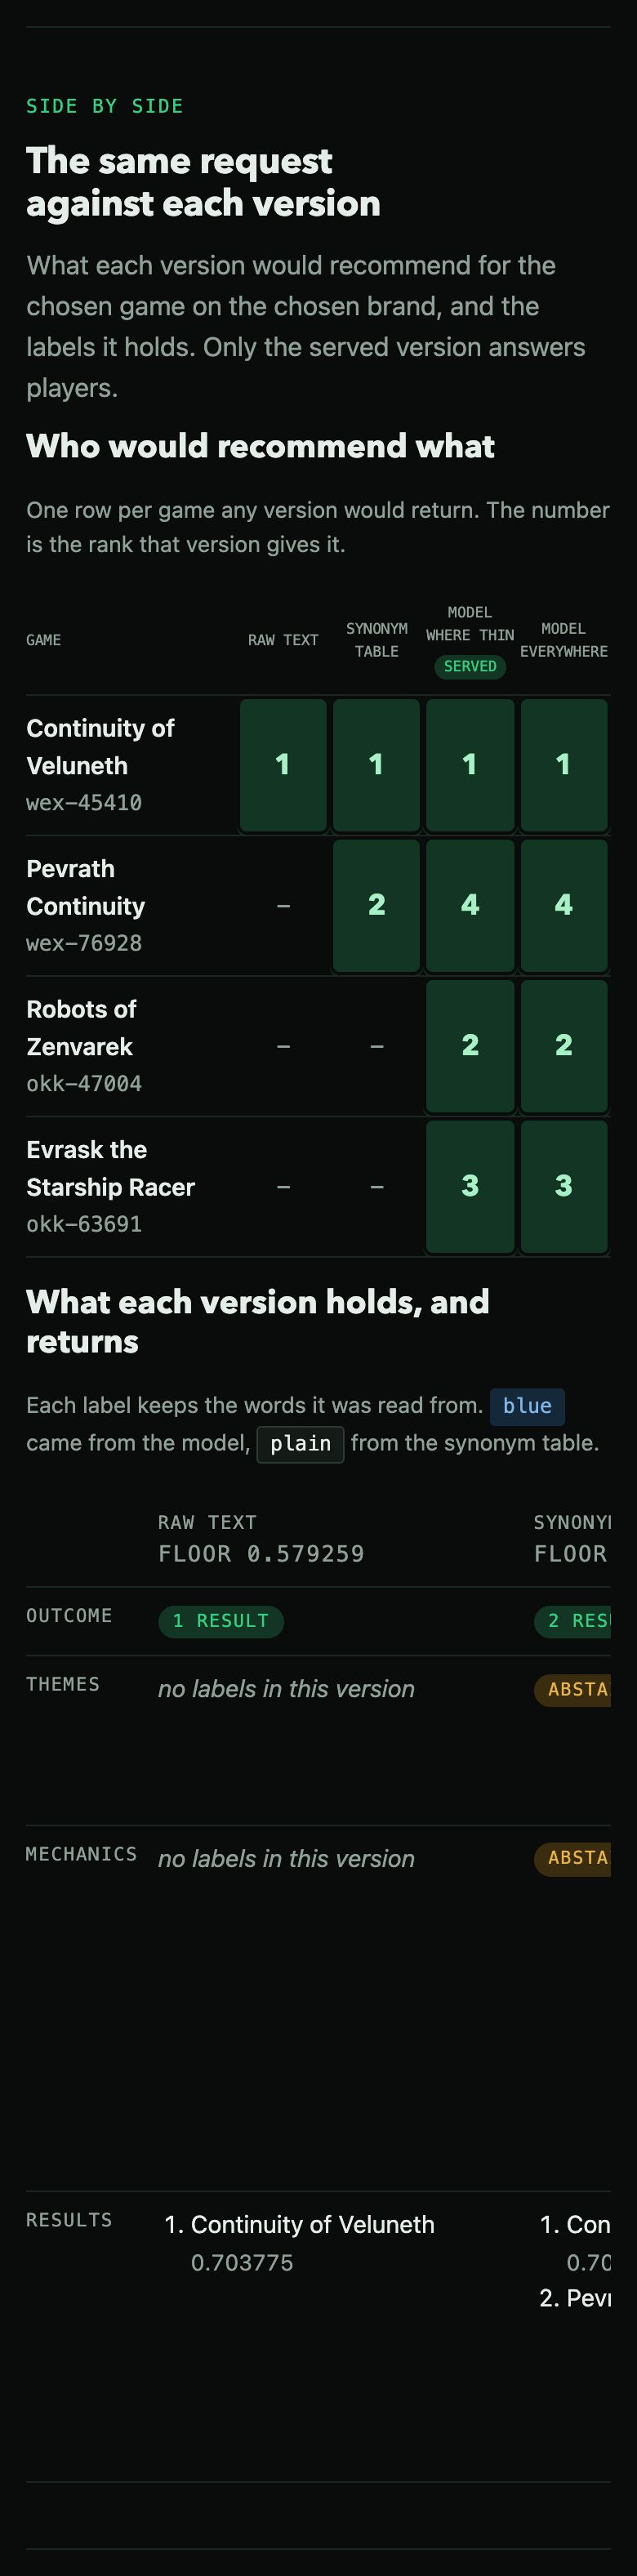 SIDE BY SIDE
The same request
against each version
What each version would recommend for the
chosen game on the chosen brand, and the
labels it holds. Only the served version answers
players.
Who would recommend what
One row per game any version would return. The number
is the rank that version gives it.
GAME RAW TEXT SYNONYM TABLE MODEL WHERE THIN SERVED MODEL EVERYWHERE
Continuity of
Veluneth
wex-45410
1 1 1 1
Pevrath
Continuity
wex-76928
– 2 4 4
Robots of
Zenvarek
okk-47004
– – 2 2
Evrask the
Starship Racer
okk-63691
– – 3 3
What each version holds, and
returns
Each label keeps the words it was read from. blue
came from the model, plain from the synonym table.
RAW TEXT
FLOOR 0.579259
FLOOR
OUTCOME 1 RESULT 2
THEMES no labels in this version
MECHANICS no labels in this version
RESULTS 1. Continuity of Veluneth 1.
0.703775
2.